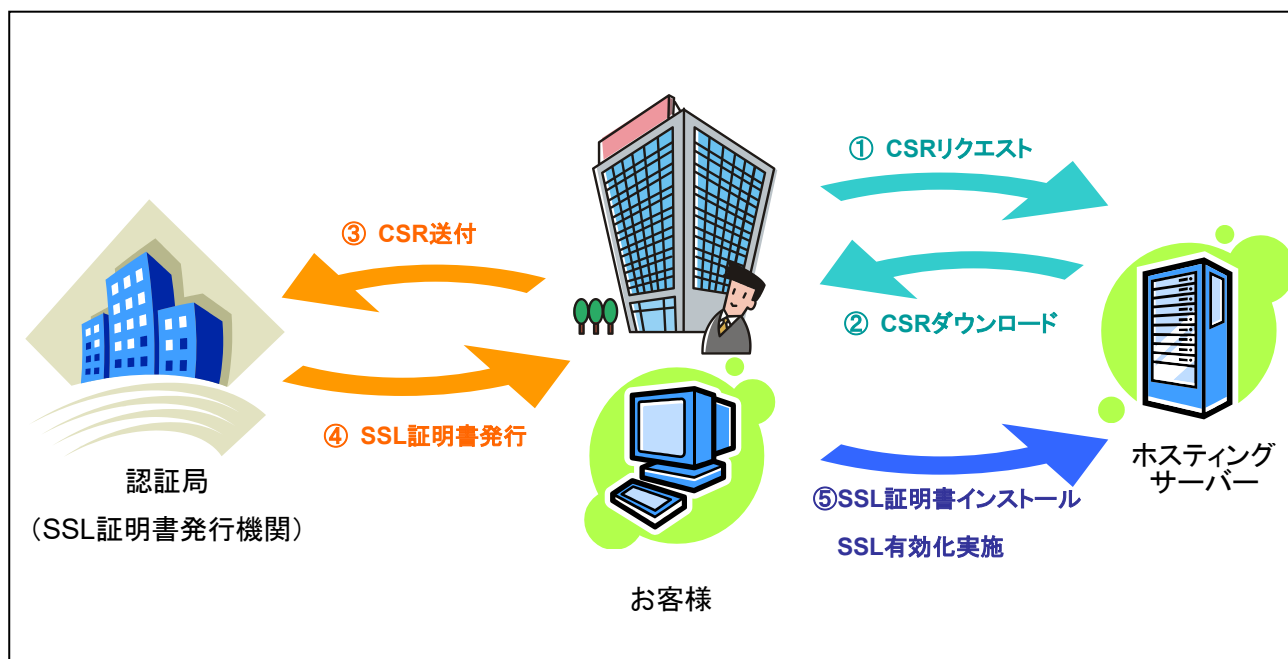 ① CSRリクエスト
② CSRダウンロード
③ CSR送付
④ SSL証明書発行
⑤SSL証明書インストール
SSL有効化実施
認証局
（SSL証明書発行機関）
お客様
ホスティング
サーバー